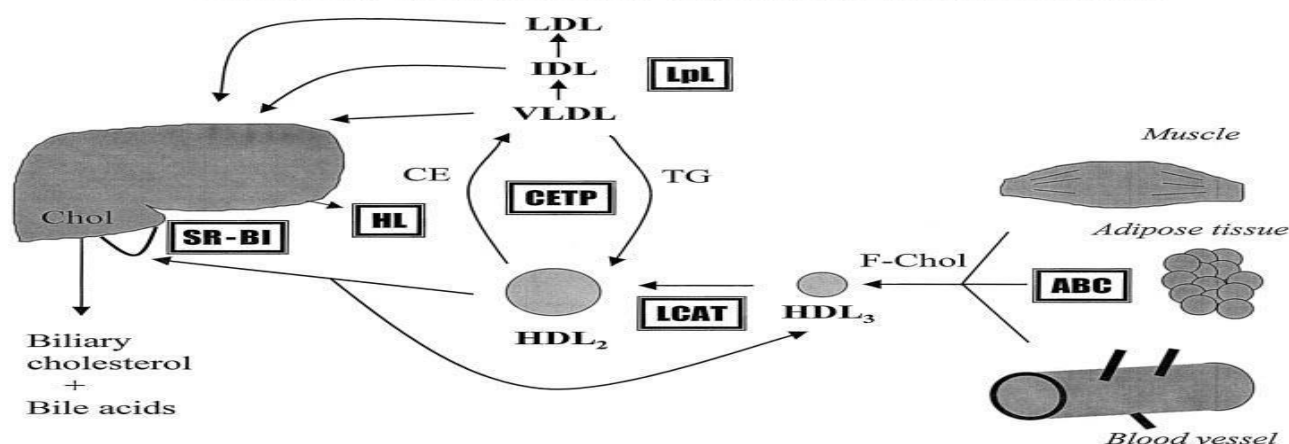 LDL
IDL
LpL
VLDL
Muscle
CE
CETP
TG
Chol
HL
SR-BI
Adipose tissue
F-Chol
ABC
LCAT
HDL₃
HDL₂
Biliary
cholesterol
+
Bile acids
Blood vessel